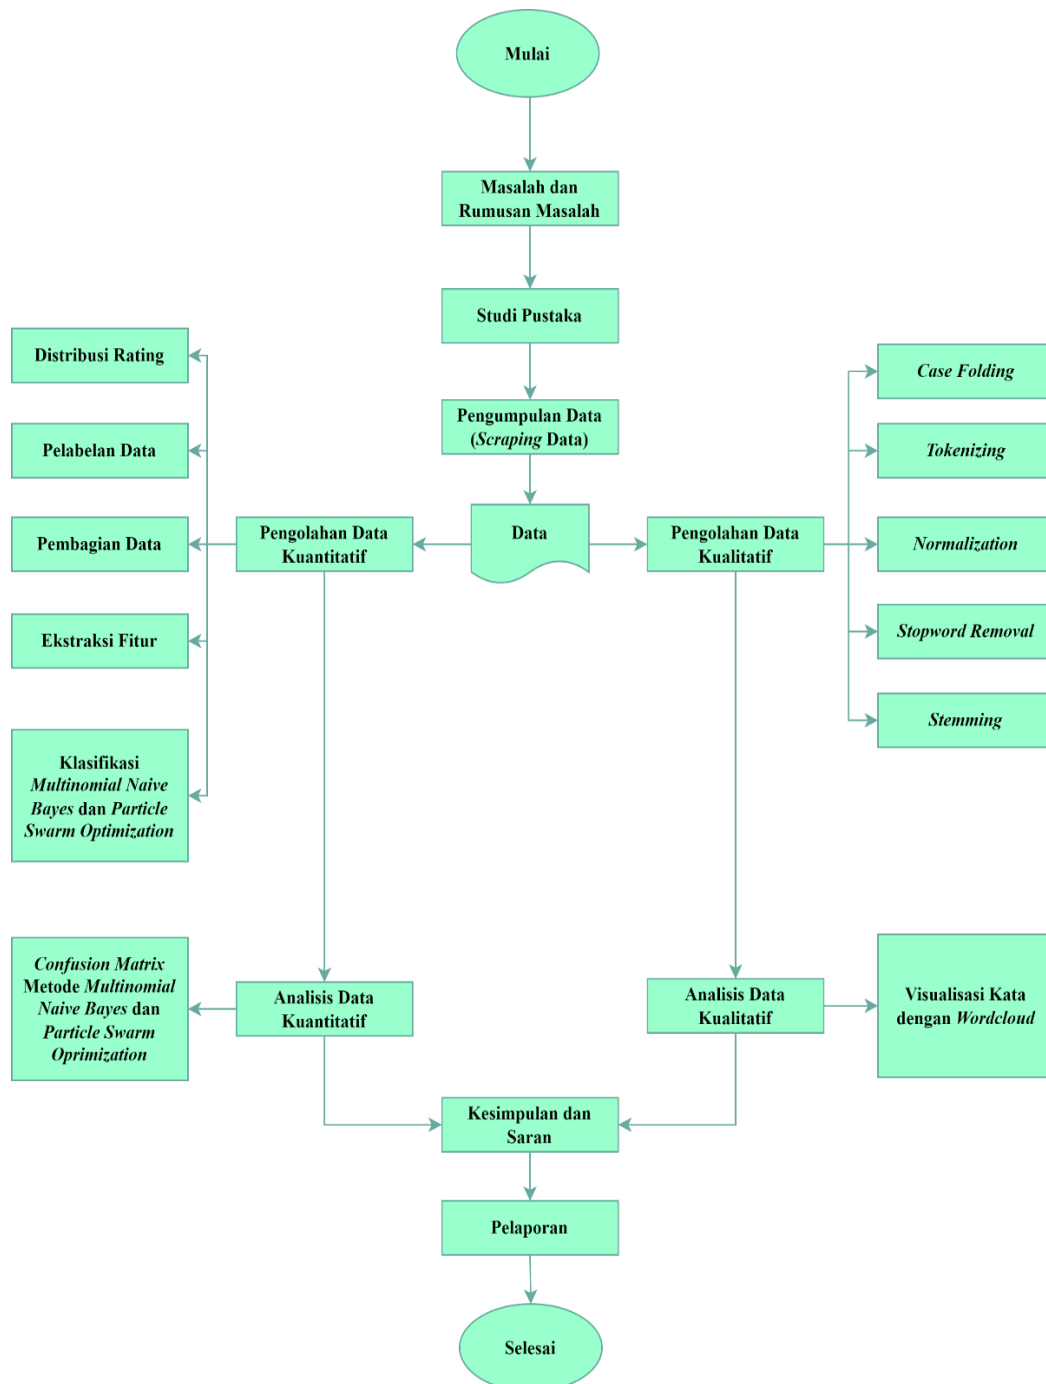 Mulai
Masalah dan
Rumusan Masalah
Studi Pustaka
Pengumpulan Data
(Scraping Data)
Data
Pengolahan Data
Kuantitatif
Distribusi Rating
Pelabelan Data
Pembagian Data
Ekstraksi Fitur
Klasifikasi
Multinomial Naive
Bayes dan Particle
Swarm Optimization
Pengolahan Data
Kualitatif
Case Folding
Tokenizing
Normalization
Stopword Removal
Stemming
Analisis Data
Kuantitatif
Confusion Matrix
Metode Multinomial
Naive Bayes dan
Particle Swarm
Oprimization
Analisis Data
Kualitatif
Visualisasi Kata
dengan Wordcloud
Kesimpulan dan
Saran
Pelaporan
Selesai